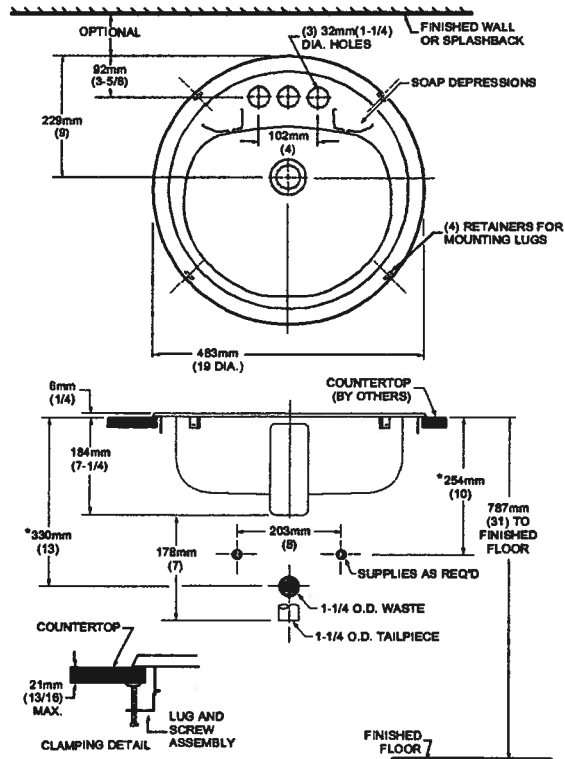 OPTIONAL
(3) 32mm(1-1/4)
DIA. HOLES
FINISHED WALL
OR SPLASHBACK
92mm
(3-5/8)
SOAP DEPRESSIONS
229mm
(9)
102mm
(4)
(4) RETAINERS FOR
MOUNTING LUGS
483mm
(19 DIA.)
6mm
(1/4)
COUNTERTOP
(BY OTHERS)
184mm
(7-1/4)
*254mm
(10)
787mm
(31) TO
FINISHED
FLOOR
*330mm
(13)
203mm
(8)
178mm
(7)
SUPPLIES AS REQ'D
1-1/4 O.D. WASTE
1-1/4 O.D. TAILPIECE
COUNTERTOP
21mm
(13/16)
MAX.
LUG AND
SCREW
ASSEMBLY
CLAMPING DETAIL
FINISHED
FLOOR